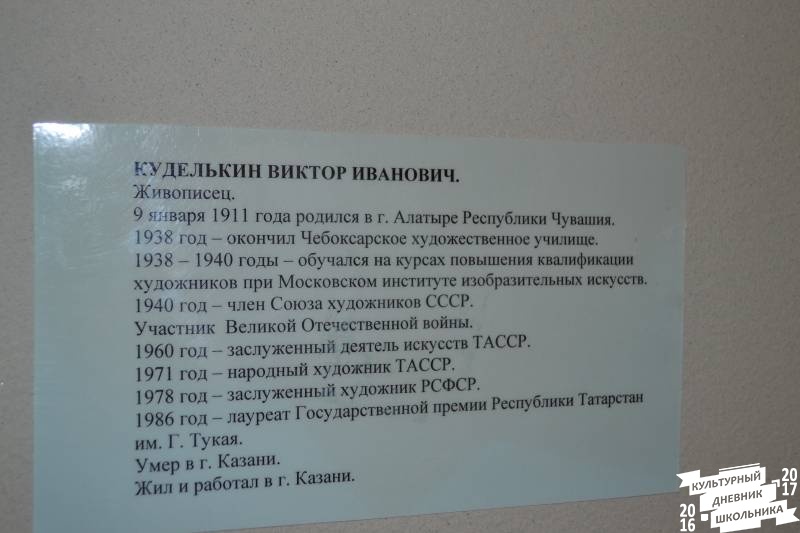 КУДЕЛЬКИН ВИКТОР ИВАНОВИЧ.
Живописец.
9 января 1911 года родился в г. Алатыре Республики Чувашия.
1938 год – окончил Чебоксарское художественное училище.
1938 – 1940 годы – обучался на курсах повышения квалификации
художников при Московском институте изобразительных искусств.
1940 год – член Союза художников СССР.
Участник Великой Отечественной войны.
1960 год – заслуженный деятель искусств ТАССР.
1971 год – народный художник ТАССР.
1978 год – заслуженный художник РСФСР.
1986 год – лауреат Государственной премии Республики Татарстан
им. Г. Тукая.
Умер в г. Казани.
Жил и работал в г. Казани.
КУЛЬТУРНЫЙ
ДНЕВНИК
ШКОЛЬНИКА
2016
2017